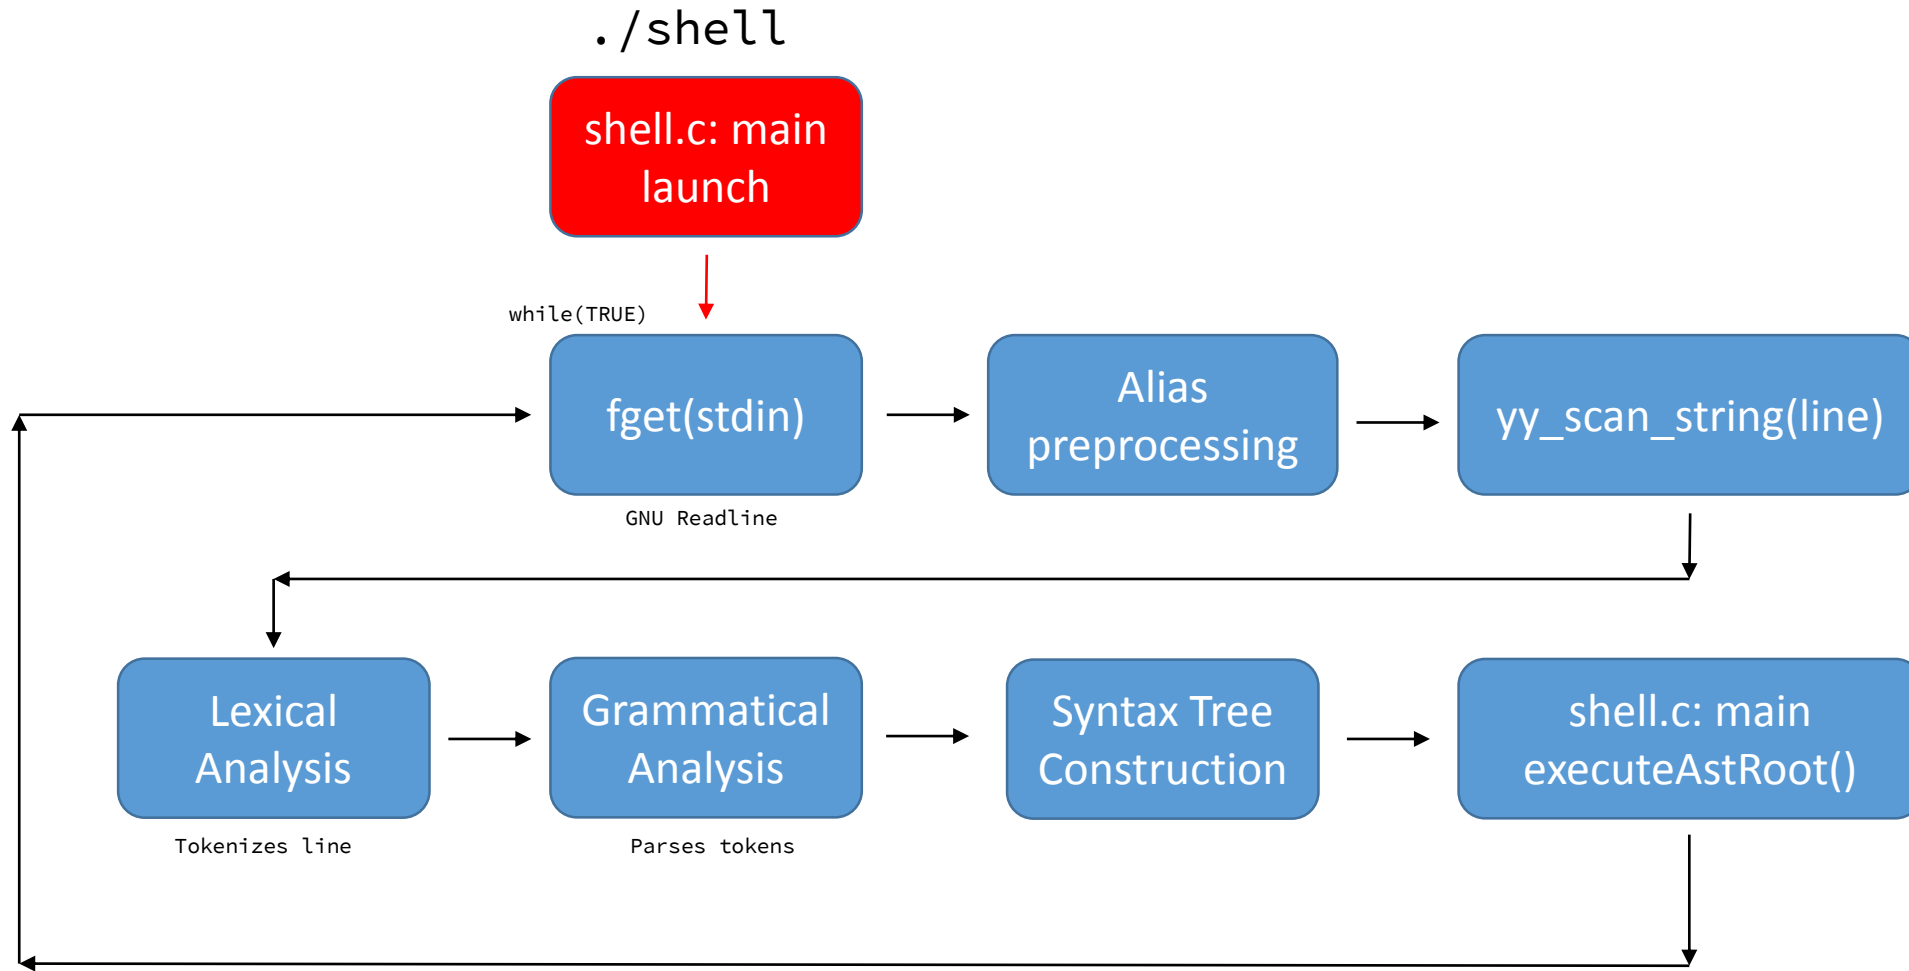 ./shell
shell.c: main
launch
while(TRUE)
fget(stdin)
Alias
preprocessing
yy_scan_string(line)
GNU Readline
Lexical
Analysis
Grammatical
Analysis
Syntax Tree
Construction
shell.c: main
executeAstRoot()
Tokenizes line
Parses tokens